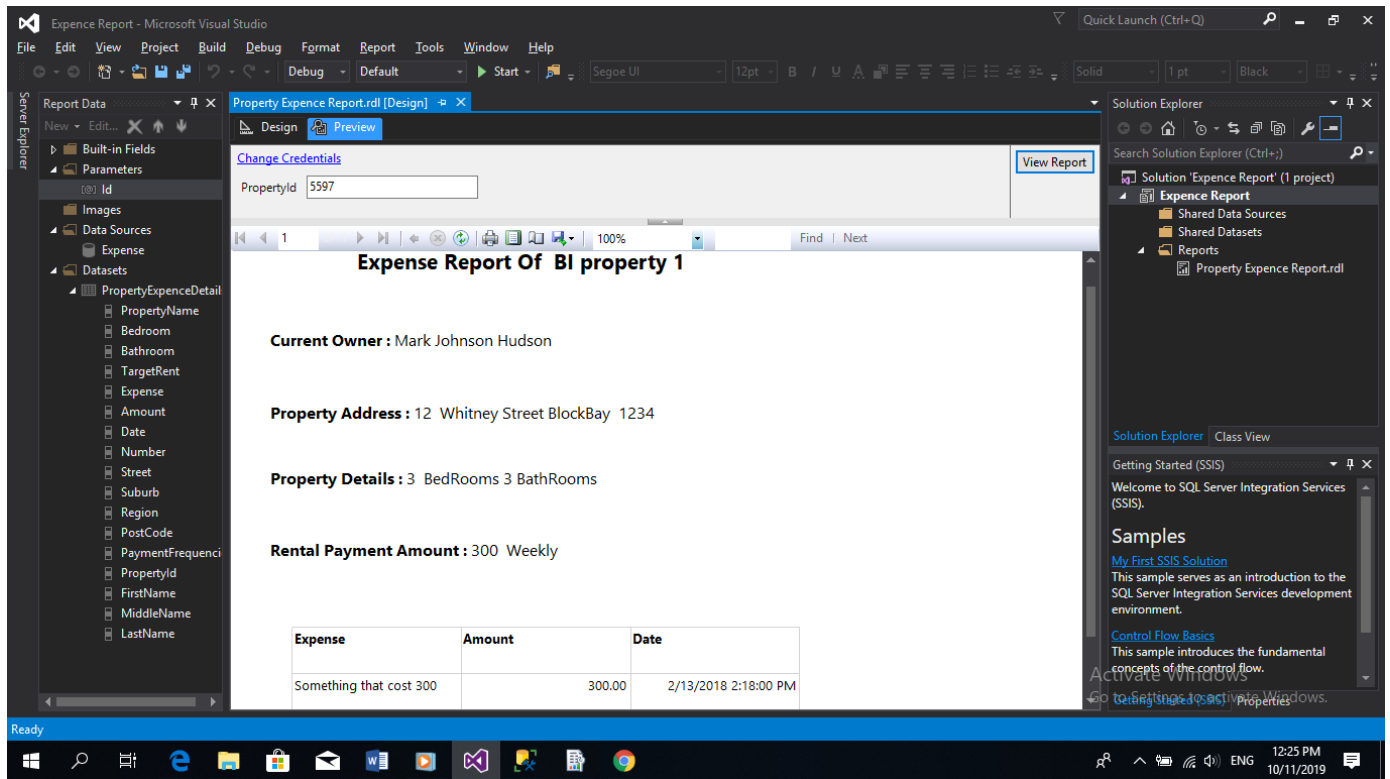 Expence Report - Microsoft Visual Studio
Quick Launch (Ctrl+Q)
File Edit View Project Build Debug Format Report Tools Window Help
Debug Default Start Segoe UI 12pt B I U A Solid 1 pt Black
Server Explorer
Report Data
New Edit...
Built-in Fields
Parameters
Id
Images
Data Sources
Expense
Datasets
PropertyExpenceDetail
PropertyName
Bedroom
Bathroom
TargetRent
Expense
Amount
Date
Number
Street
Suburb
Region
PostCode
PaymentFrequenci
PropertyId
FirstName
MiddleName
LastName
Property Expence Report.rdl [Design]
Design Preview
Change Credentials
View Report
PropertyId 5597
1 100% Find | Next
Expense Report Of BI property 1
Current Owner : Mark Johnson Hudson
Property Address : 12 Whitney Street BlockBay 1234
Property Details : 3 BedRooms 3 BathRooms
Rental Payment Amount : 300 Weekly
Expense Amount Date
Something that cost 300 300.00 2/13/2018 2:18:00 PM
Solution Explorer
Search Solution Explorer (Ctrl+;)
Solution 'Expence Report' (1 project)
Expence Report
Shared Data Sources
Shared Datasets
Reports
Property Expence Report.rdl
Solution Explorer Class View
Getting Started (SSIS)
Welcome to SQL Server Integration Services
(SSIS).
Samples
My First SSIS Solution
This sample serves as an introduction to the
SQL Server Integration Services development
environment.
Control Flow Basics
This sample introduces the fundamental
concepts of the control flow.
Activate Windows
Go to Settings to activate Windows.
Getting Started (SSIS) Properties
Ready
ENG
12:25 PM
10/11/2019